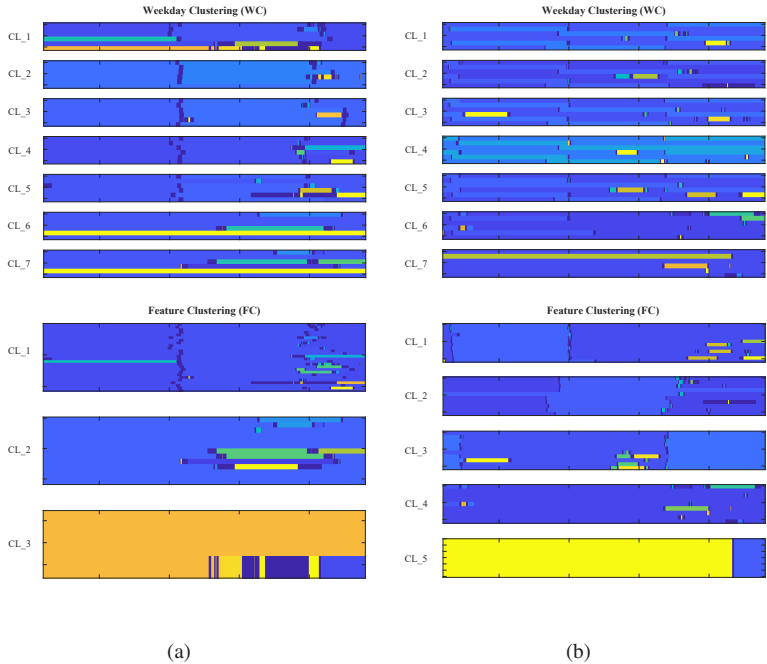 Weekday Clustering (WC)
CL_1
CL_2
CL_3
CL_4
CL_5
CL_6
CL_7
Feature Clustering (FC)
CL_1
CL_2
CL_3
(a)
Weekday Clustering (WC)
CL_1
CL_2
CL_3
CL_4
CL_5
CL_6
CL_7
Feature Clustering (FC)
CL_1
CL_2
CL_3
CL_4
CL_5
(b)